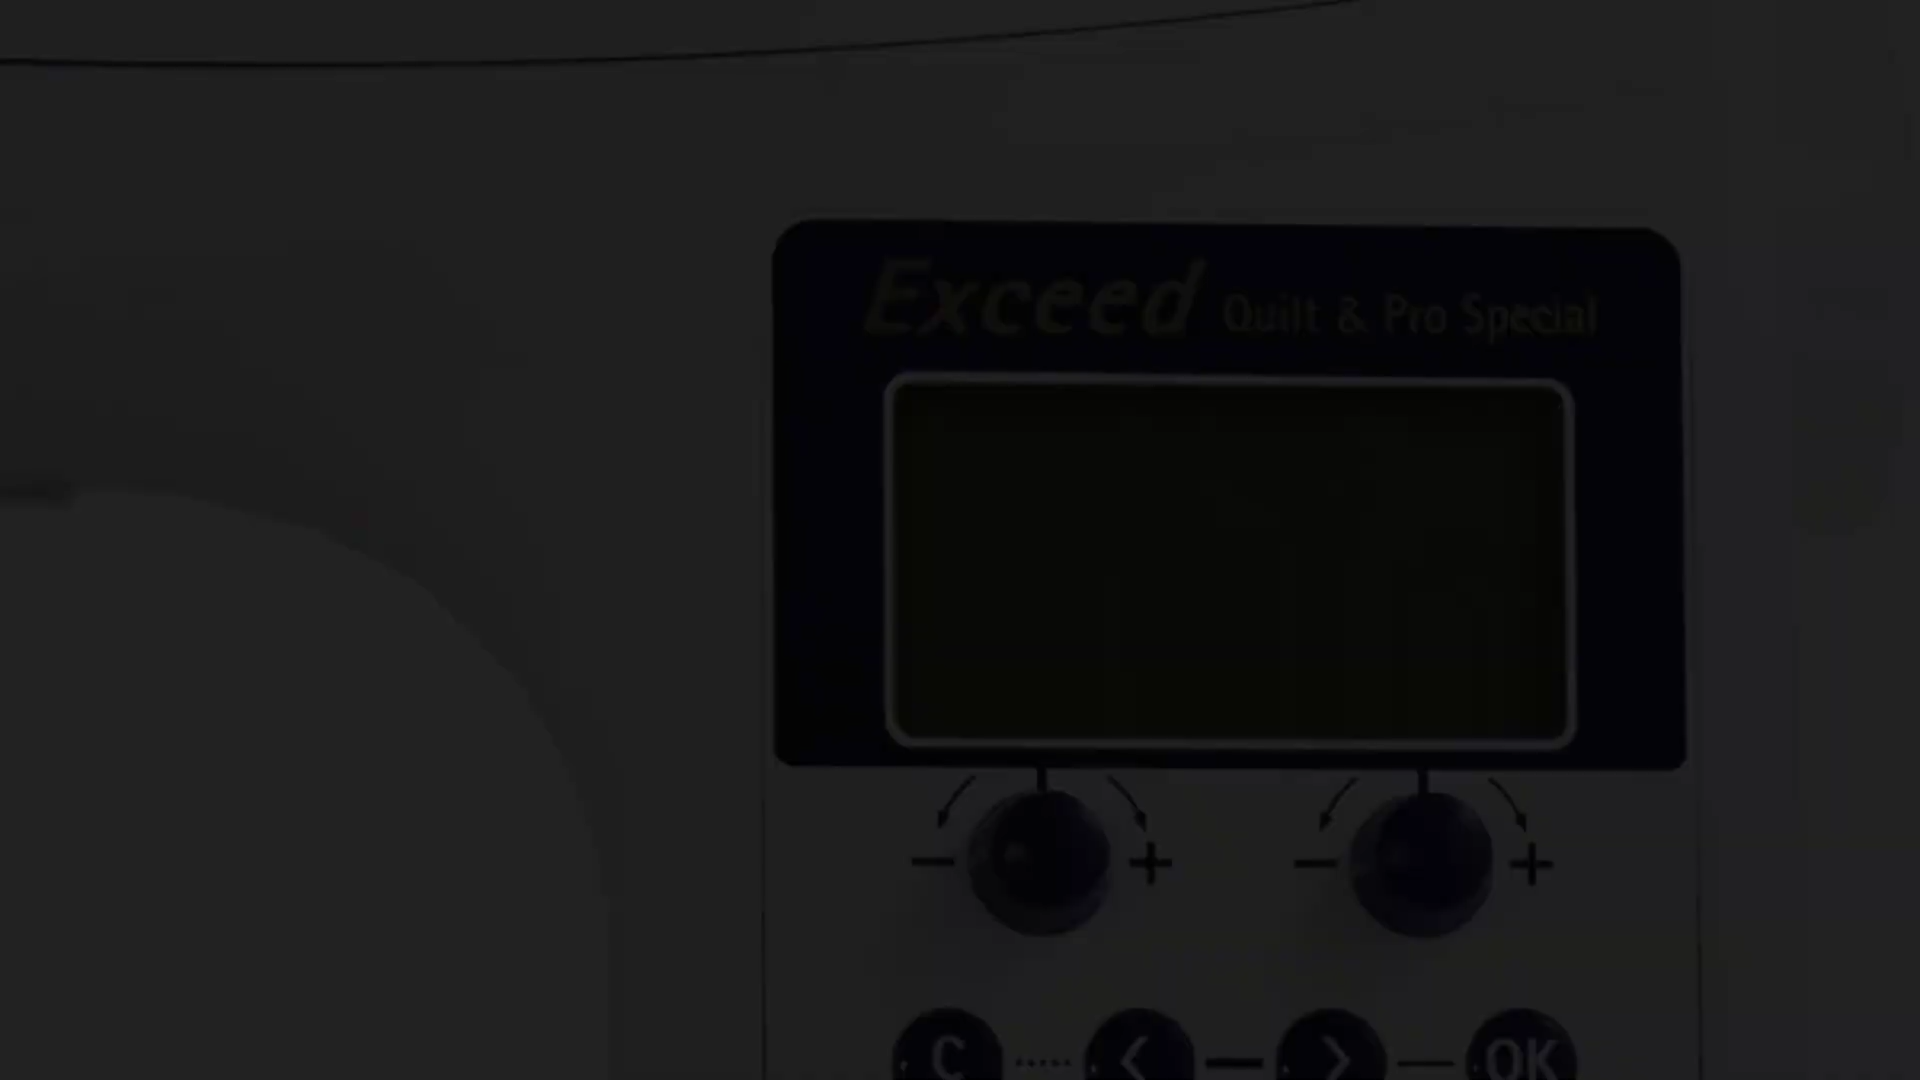 Exceed Quilt & Pro Special
− + − +
C < > OK